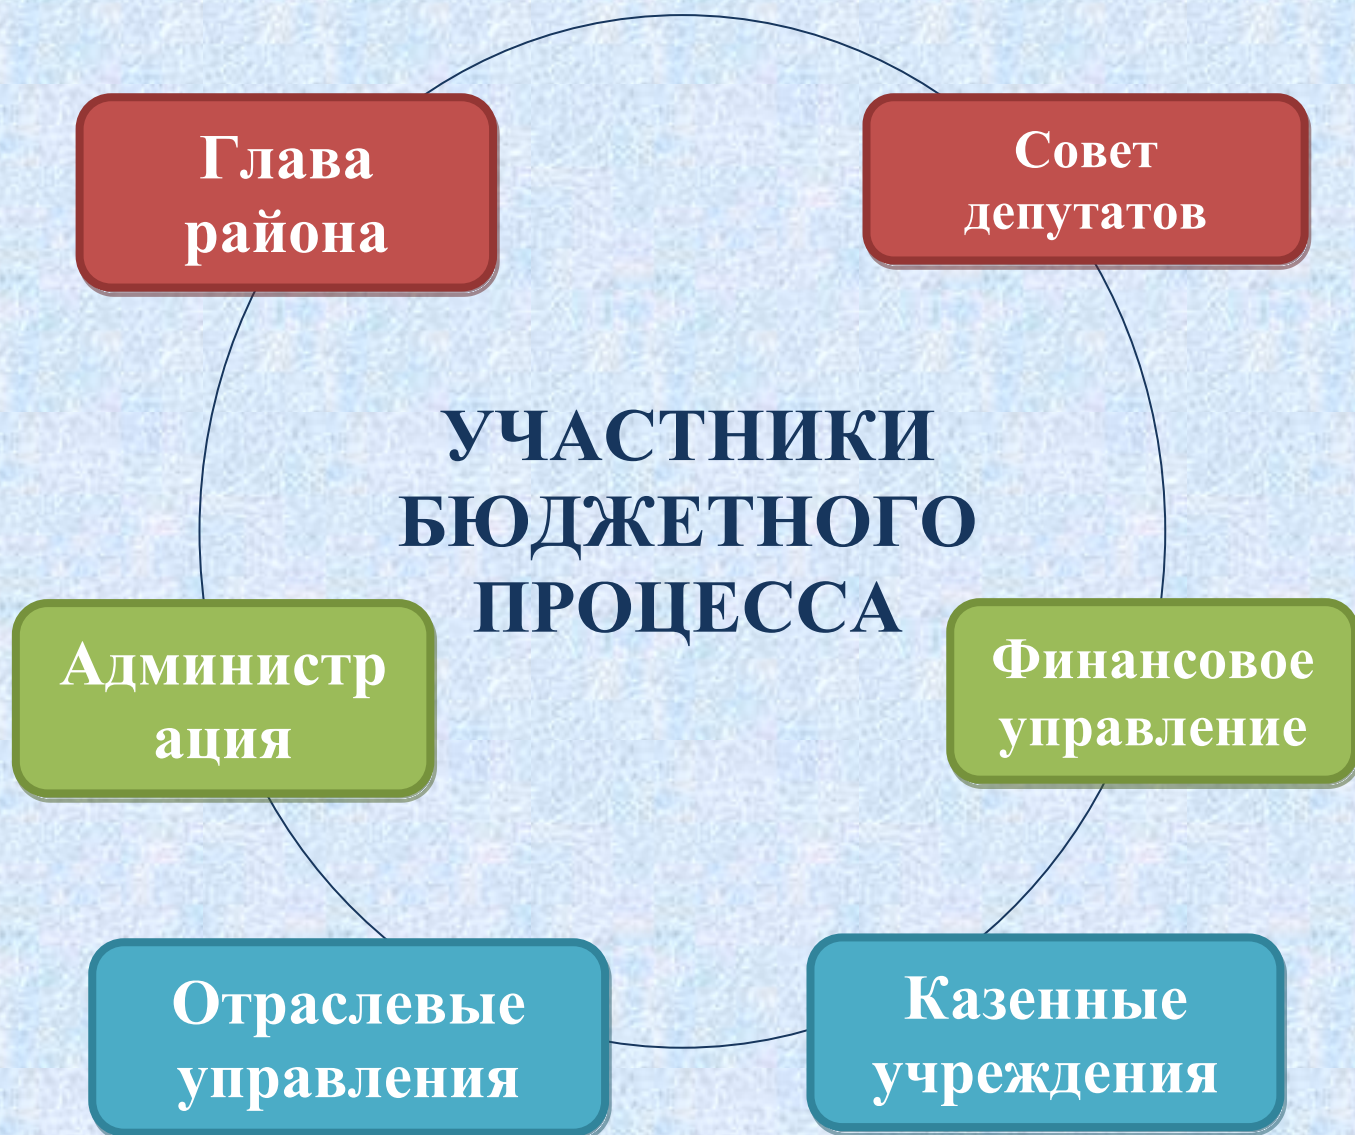 Глава
района
Совет
депутатов
УЧАСТНИКИ
БЮДЖЕТНОГО
ПРОЦЕССА
Администр
ация
Финансовое
управление
Отраслевые
управления
Казенные
учреждения